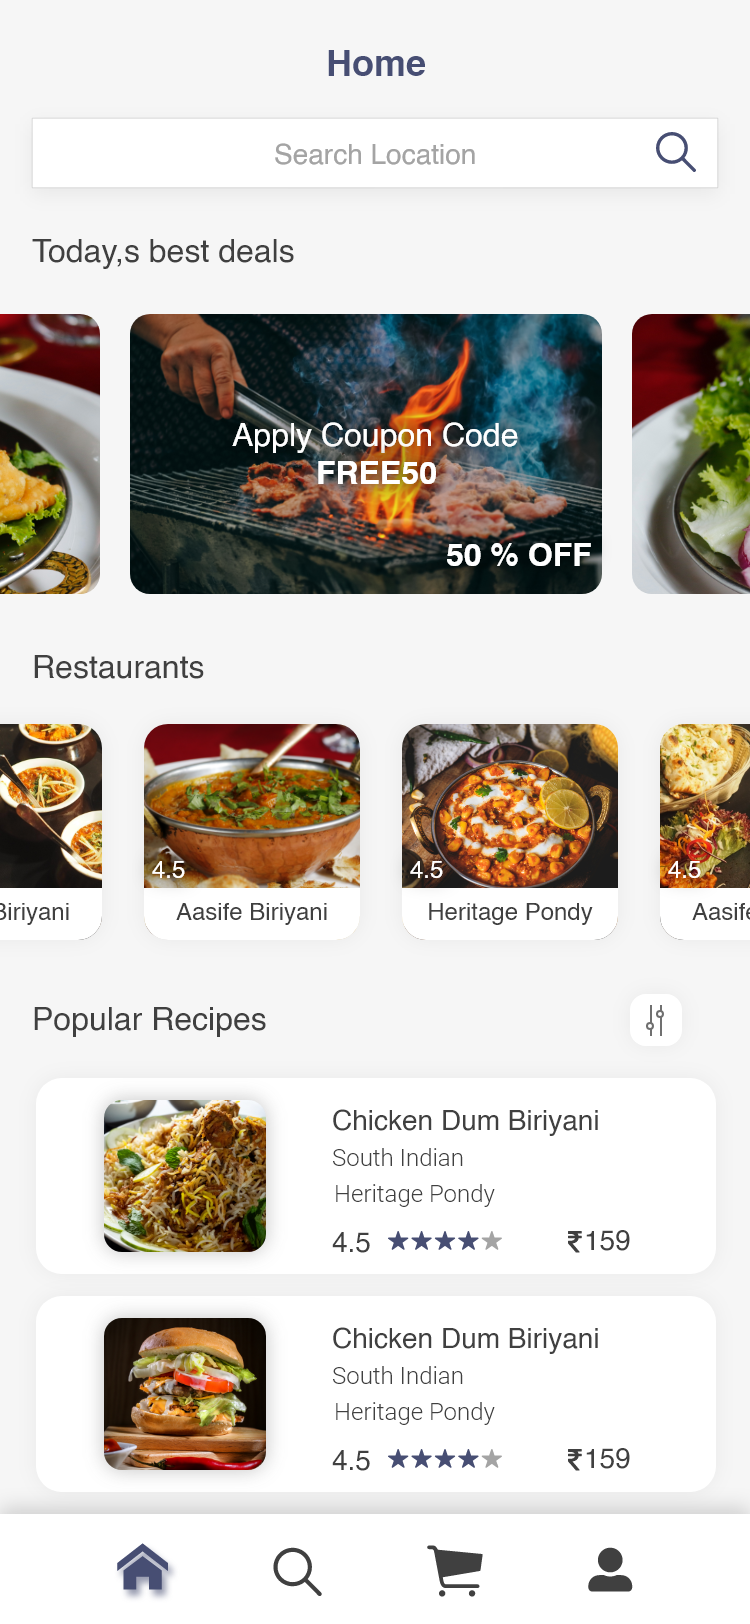 Home
Search Location
Today,s best deals
Apply Coupon Code
FREE50
50 % OFF
Restaurants
4.5
4.5
4.5
Biriyani
Aasife Biriyani
Heritage Pondy
Aasife
Popular Recipes
Chicken Dum Biriyani
South Indian
Heritage Pondy
4.5 ₹159
Chicken Dum Biriyani
South Indian
Heritage Pondy
4.5 ₹159